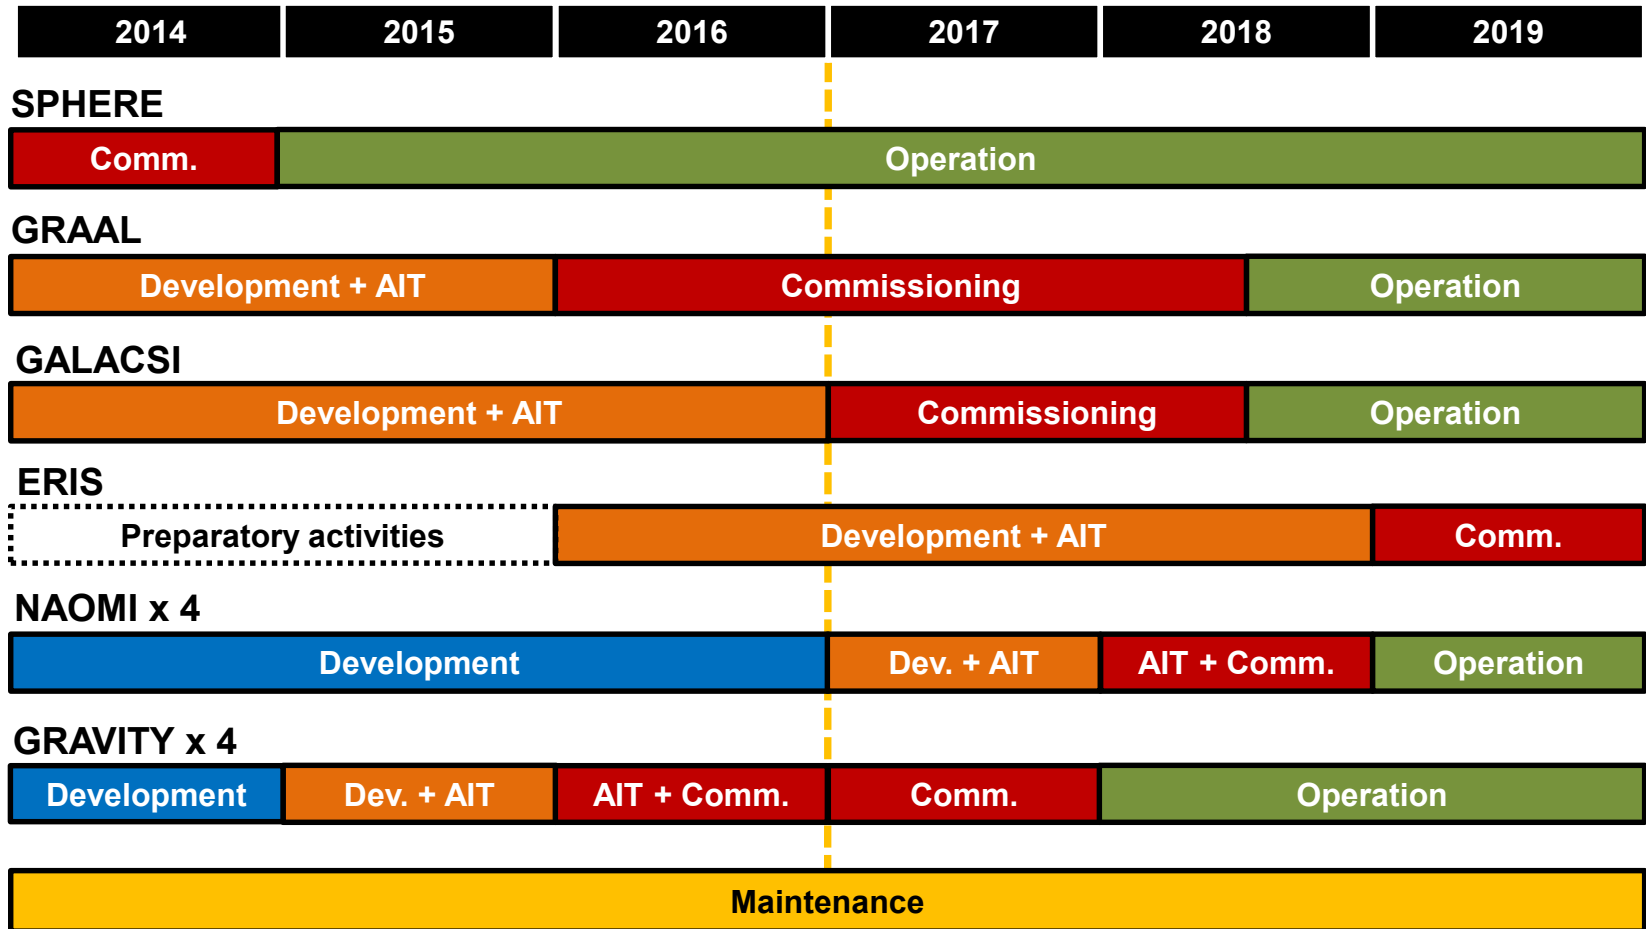 2014 2015 2016 2017 2018 2019
SPHERE
Comm. Operation
GRAAL
Development + AIT Commissioning Operation
GALACSI
Development + AIT Commissioning Operation
ERIS
Preparatory activities Development + AIT Comm.
NAOMI x 4
Development Dev. + AIT AIT + Comm. Operation
GRAVITY x 4
Development Dev. + AIT AIT + Comm. Comm. Operation
Maintenance